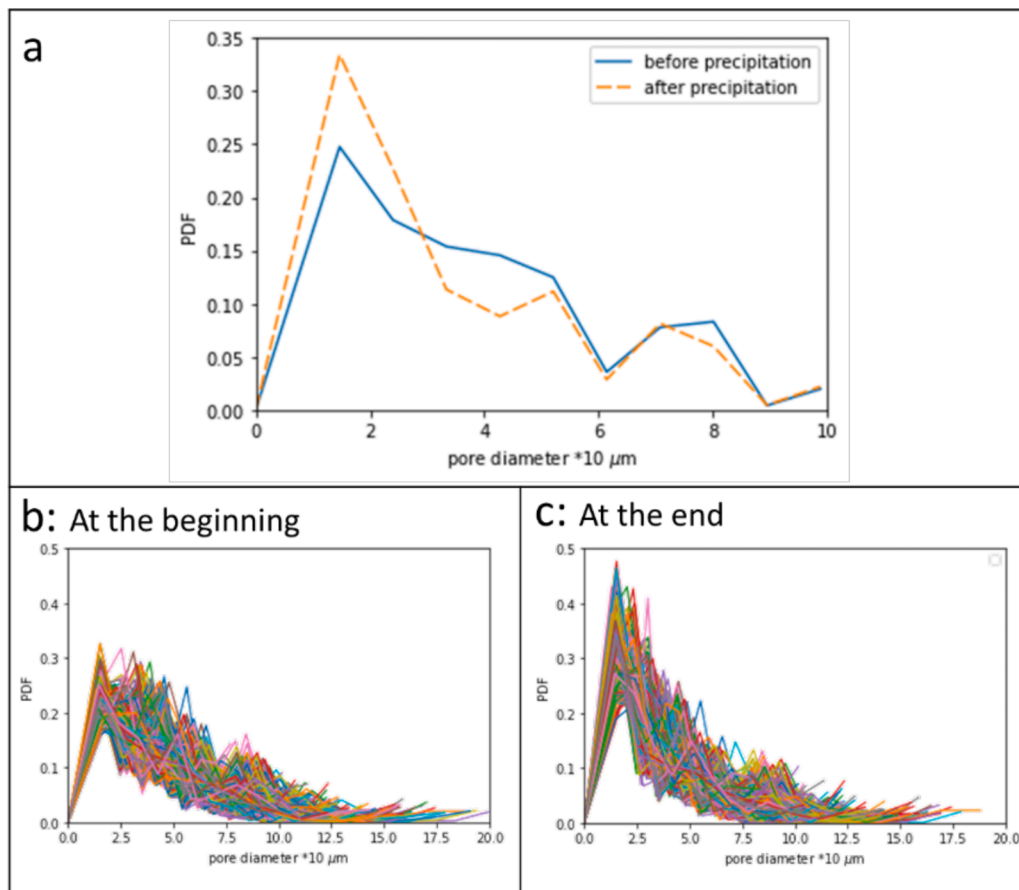 a
0.35
0.30
0.25
0.20
0.15
0.10
0.05
0.00
PDF
before precipitation
after precipitation
0 2 4 6 8 10
pore diameter *10 μm
b: At the beginning
0.5
0.4
0.3
0.2
0.1
0.0
PDF
0.0 2.5 5.0 7.5 10.0 12.5 15.0 17.5 20.0
pore diameter *10 μm
c: At the end
0.5
0.4
0.3
0.2
0.1
0.0
PDF
0.0 2.5 5.0 7.5 10.0 12.5 15.0 17.5 20.0
pore diameter *10 μm